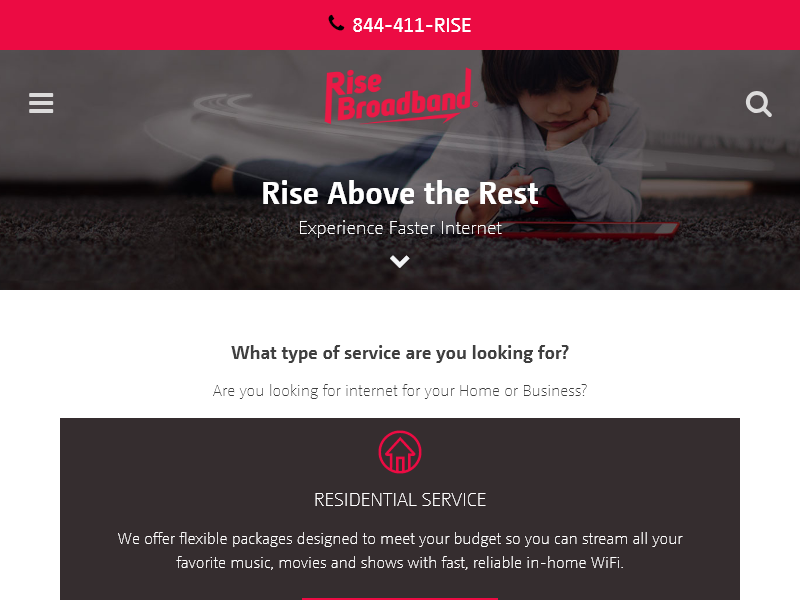 844-411-RISE
Rise
Broadband
Rise Above the Rest
Experience Faster Internet
What type of service are you looking for?
Are you looking for internet for your Home or Business?
RESIDENTIAL SERVICE
We offer flexible packages designed to meet your budget so you can stream all your
favorite music, movies and shows with fast, reliable in-home WiFi.